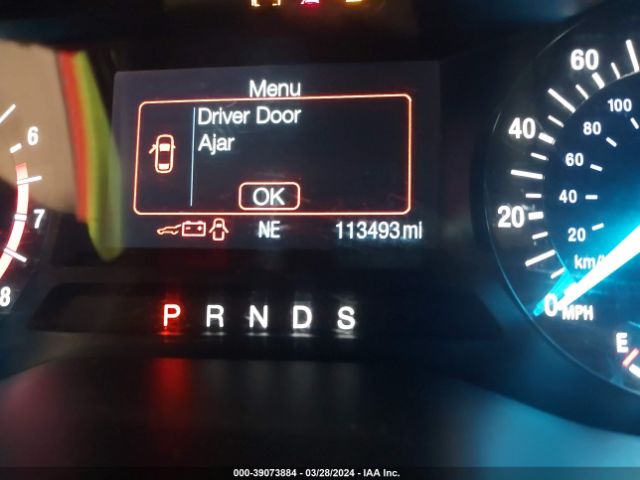 Menu
Driver Door
Ajar
OK
NE 113493 mi
P R N D S
6
7
8
60
40
20
0
MPH
100
80
60
40
20
km/
E
000-39073884 / 03/28/2024 - IAA Inc.